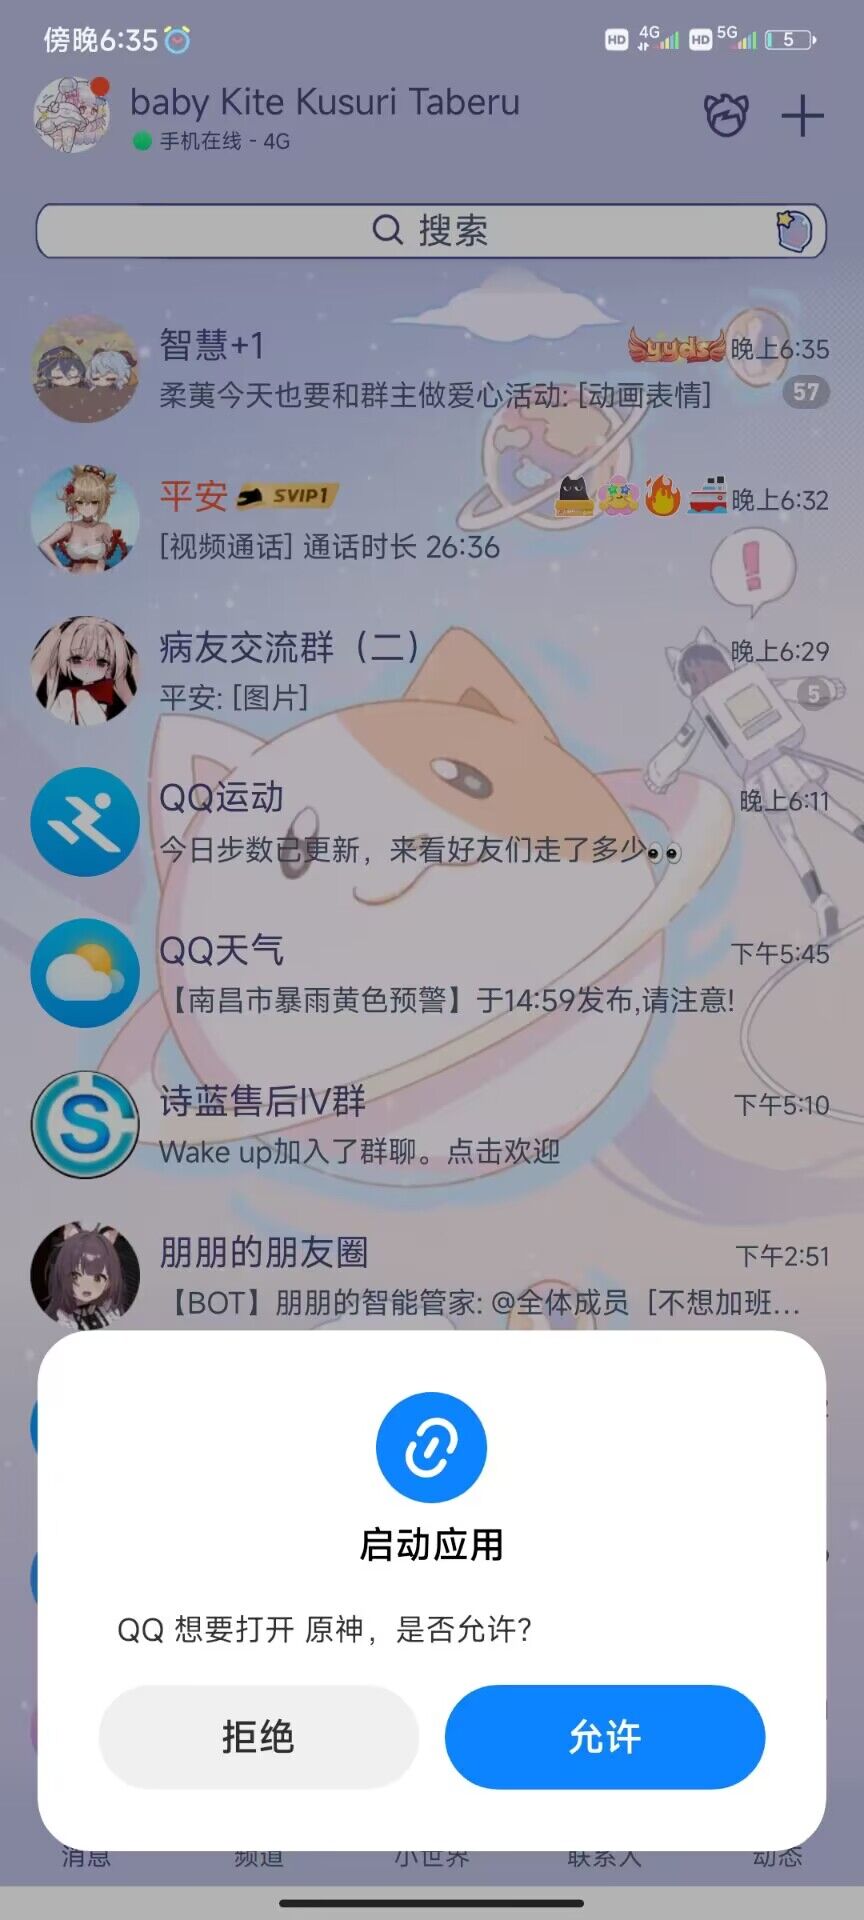 傍晚6:35
HD 4G HD 5G 5
baby Kite Kusuri Taberu
手机在线 - 4G
搜索
智慧+1 yyds 晚上6:35
柔荑今天也要和群主做爱心活动: [动画表情] 57
平安 SVIP1 晚上6:32
[视频通话] 通话时长 26:36
病友交流群（二） 晚上6:29
平安: [图片] 5
QQ运动 晚上6:11
今日步数已更新，来看好友们走了多少
QQ天气 下午5:45
【南昌市暴雨黄色预警】于14:59发布,请注意!
诗蓝售后IV群 下午5:10
Wake up加入了群聊。点击欢迎
朋朋的朋友圈 下午2:51
【BOT】朋朋的智能管家: @全体成员［不想加班...
启动应用
QQ 想要打开 原神，是否允许?
拒绝 允许
消息 频道 小世界 联系人 动态